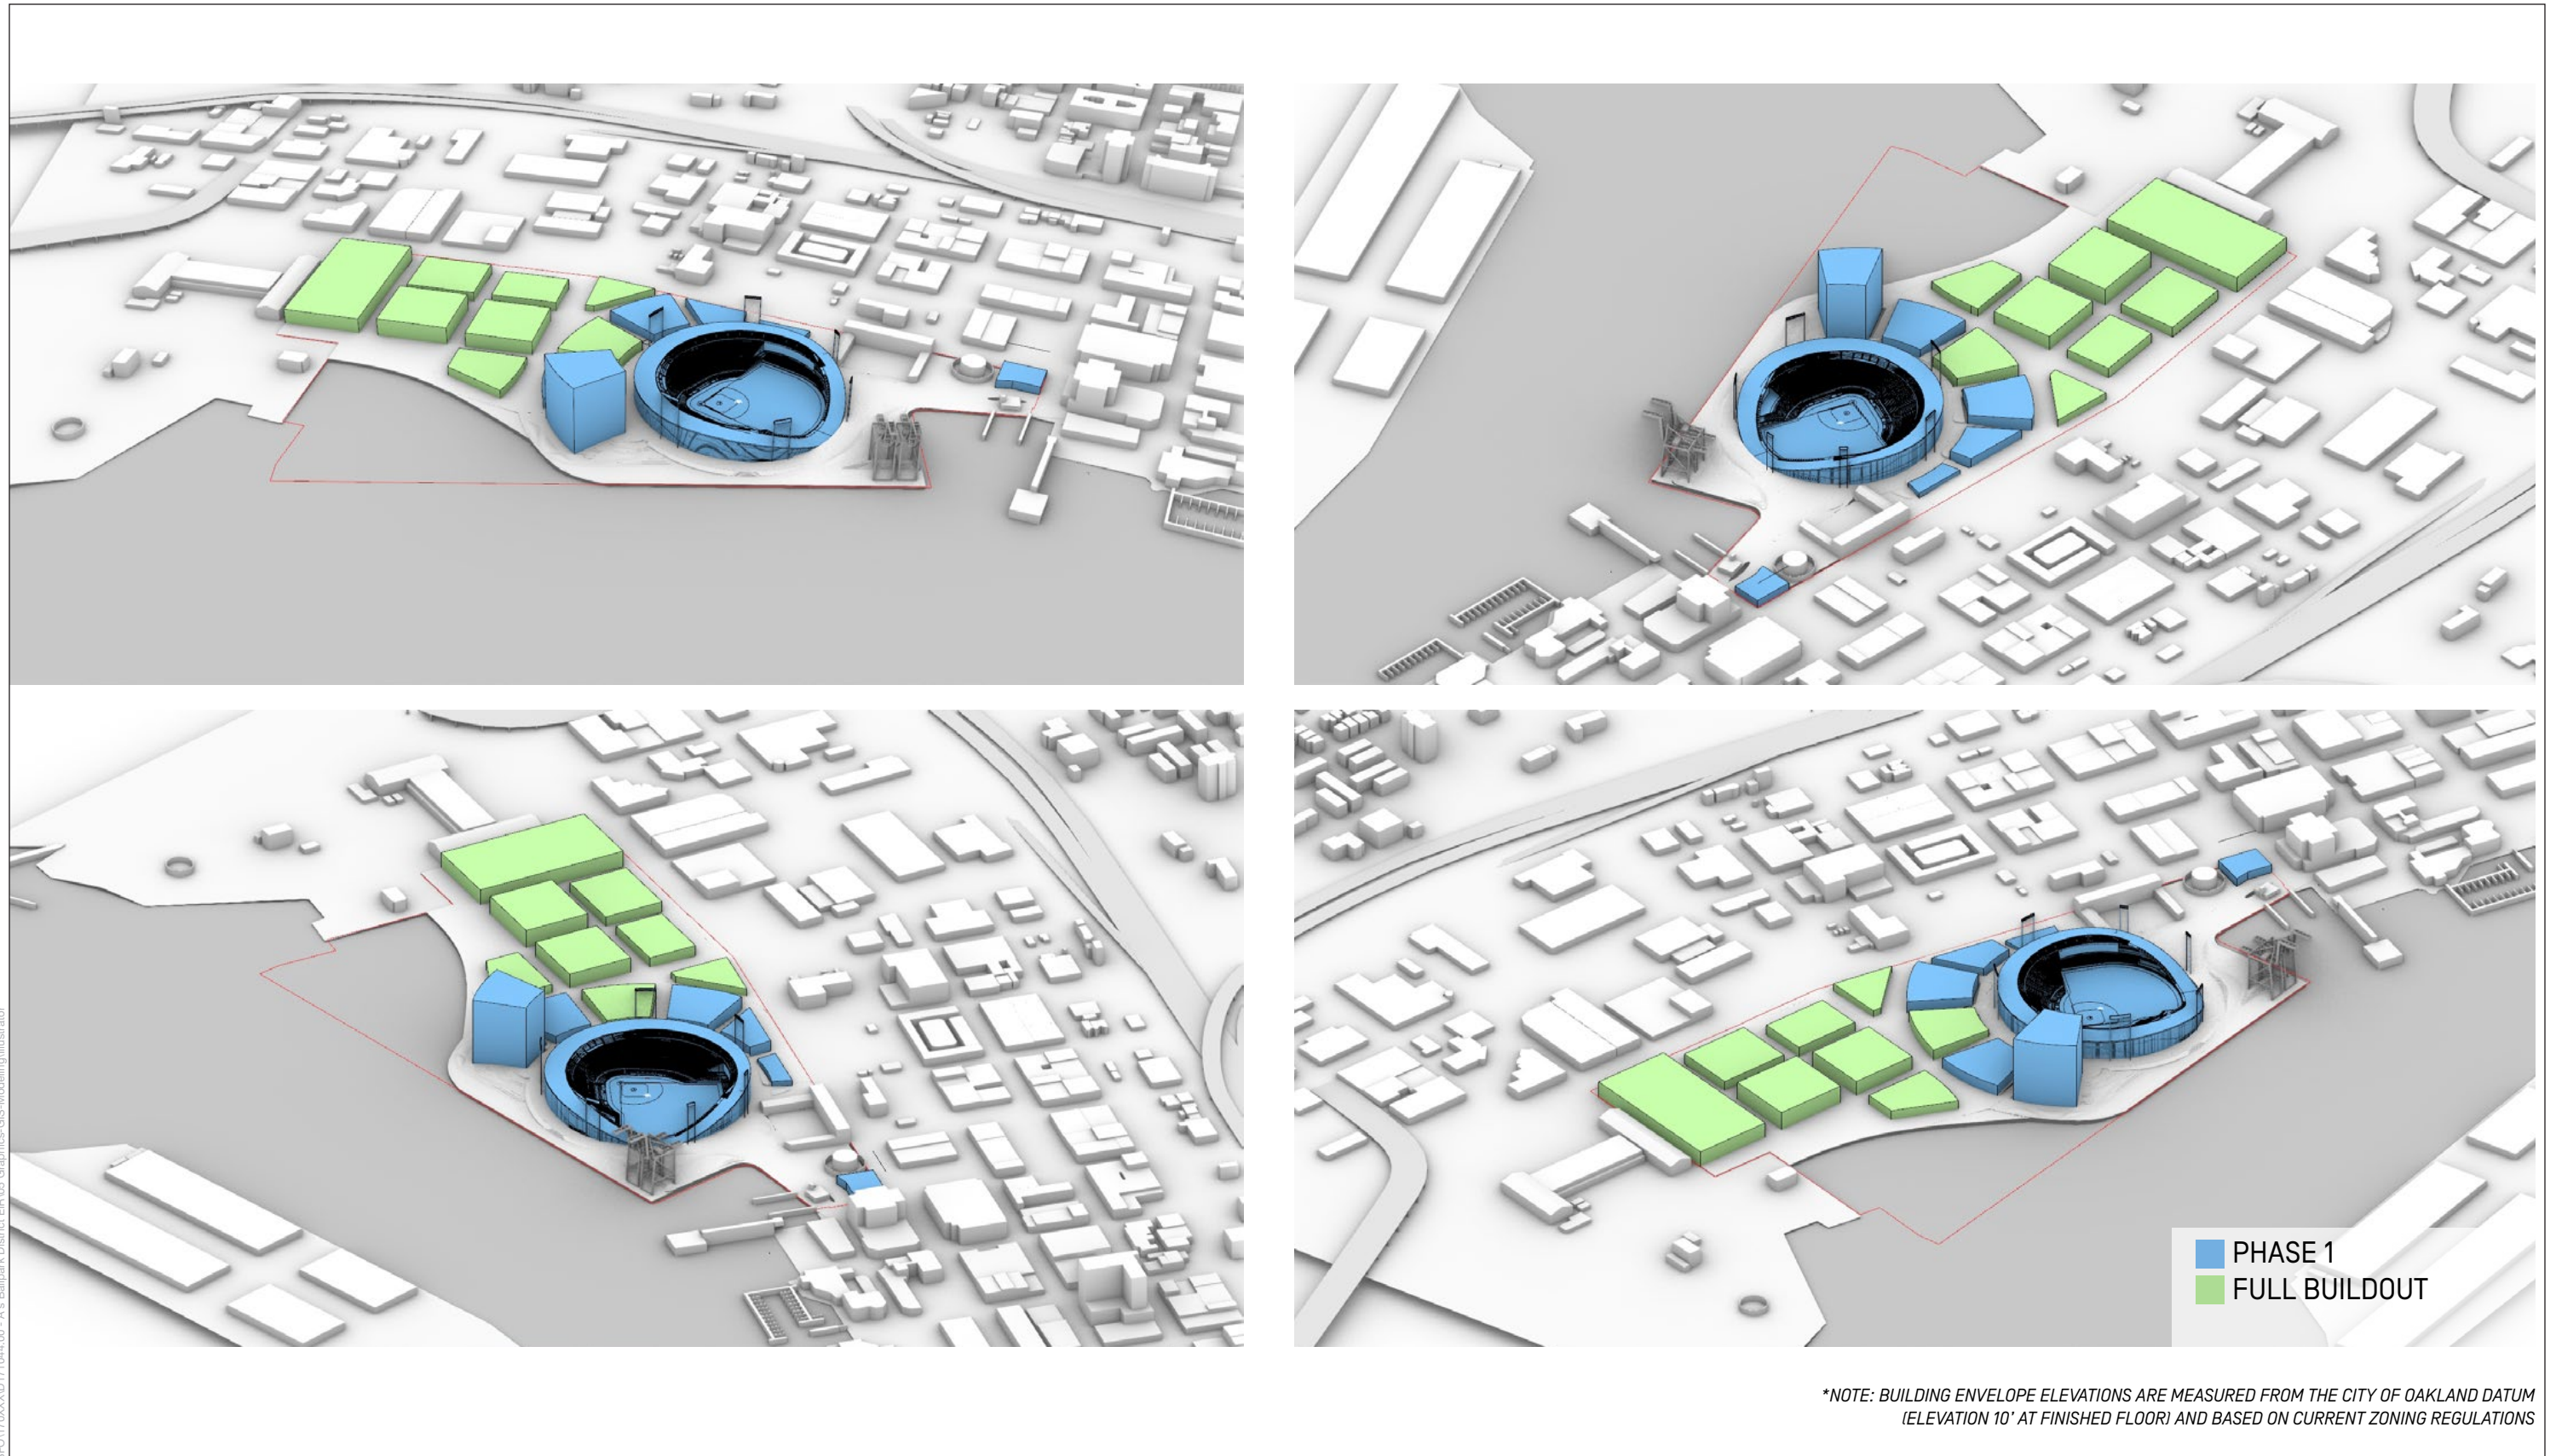 PHASE 1
FULL BUILDOUT
*NOTE: BUILDING ENVELOPE ELEVATIONS ARE MEASURED FROM THE CITY OF OAKLAND DATUM
(ELEVATION 10' AT FINISHED FLOOR) AND BASED ON CURRENT ZONING REGULATIONS